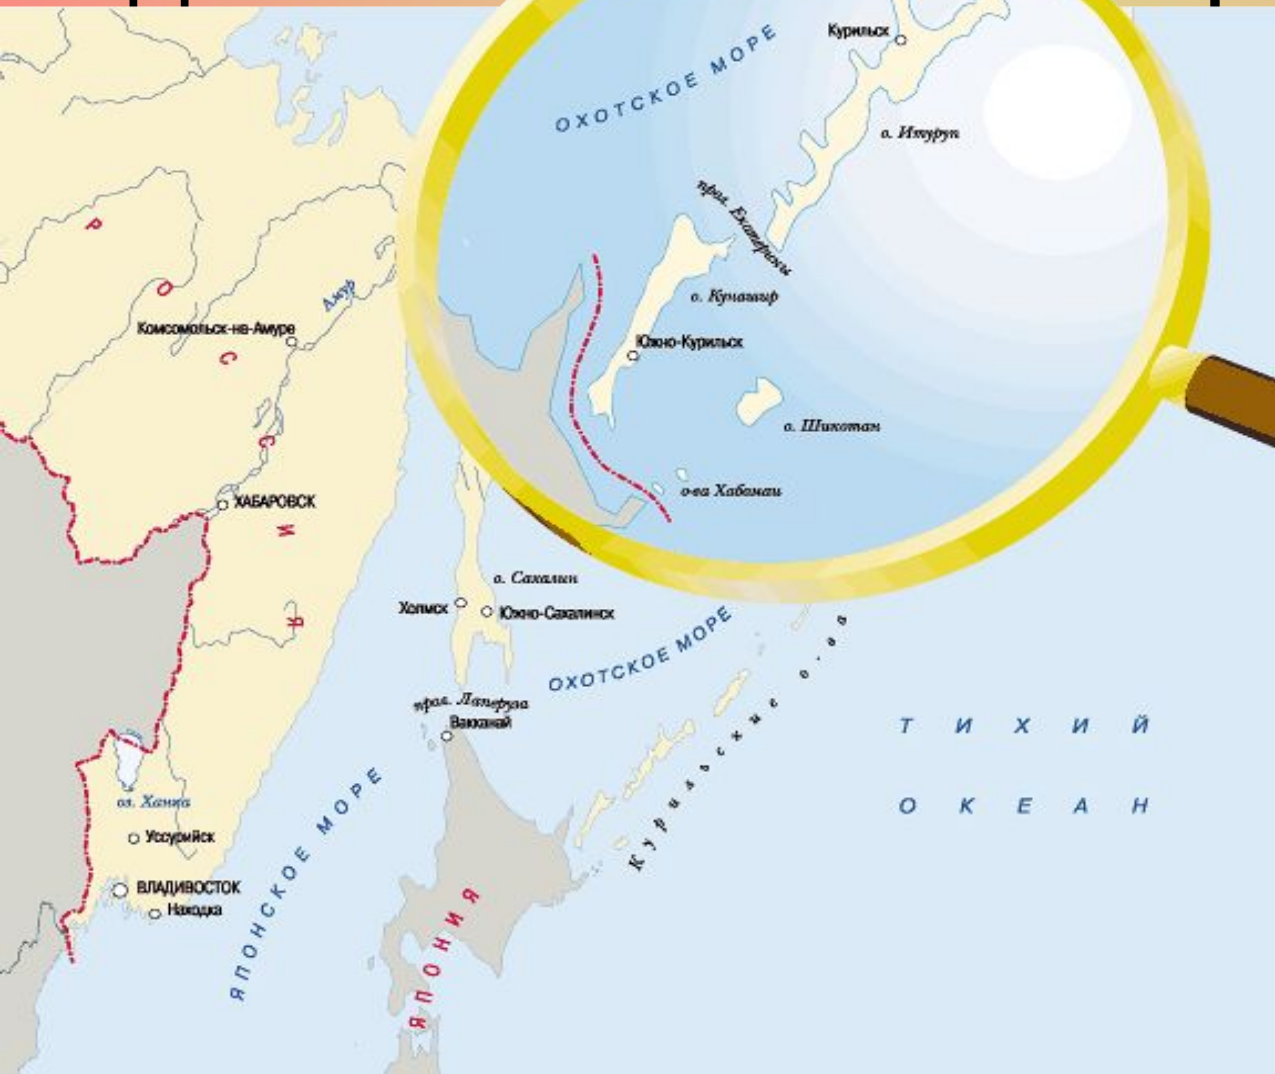 Курильск
ОХОТСКОЕ МОРЕ
о. Итуруп
прол. Екатерины
о. Кунашир
Южно-Курильск
о. Шикотан
о-ва Хабомаи
РОССИЯ
Амур
Комсомольск-на-Амуре
ХАБАРОВСК
о. Сахалин
Холмск
Южно-Сахалинск
ОХОТСКОЕ МОРЕ
прол. Лаперуза
Вакканай
Курильские о-ва
ТИХИЙ
ОКЕАН
ЯПОНСКОЕ МОРЕ
оз. Ханка
Уссурийск
ВЛАДИВОСТОК
Находка
ЯПОНИЯ